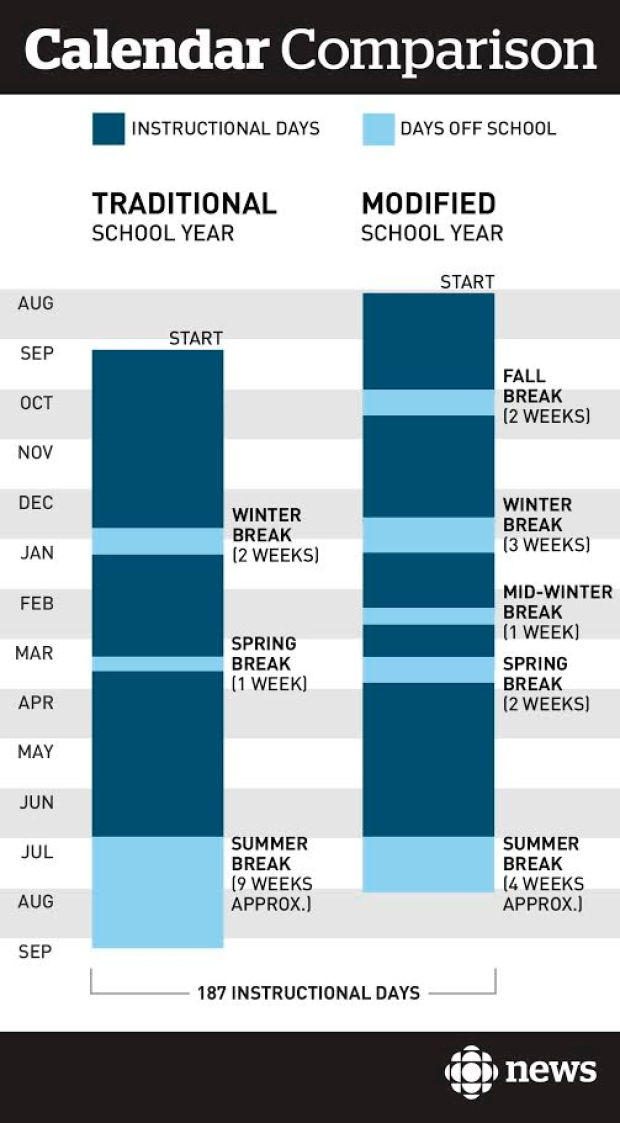 Calendar Comparison
INSTRUCTIONAL DAYS
DAYS OFF SCHOOL
TRADITIONAL
SCHOOL YEAR
MODIFIED
SCHOOL YEAR
START
AUG
START
SEP
FALL
BREAK
(2 WEEKS)
OCT
NOV
DEC
WINTER
BREAK
(2 WEEKS)
WINTER
BREAK
(3 WEEKS)
JAN
FEB
MID-WINTER
BREAK
(1 WEEK)
MAR
SPRING
BREAK
(1 WEEK)
SPRING
BREAK
(2 WEEKS)
APR
MAY
JUN
JUL
SUMMER
BREAK
(9 WEEKS
APPROX.)
SUMMER
BREAK
(4 WEEKS
APPROX.)
AUG
SEP
187 INSTRUCTIONAL DAYS
news